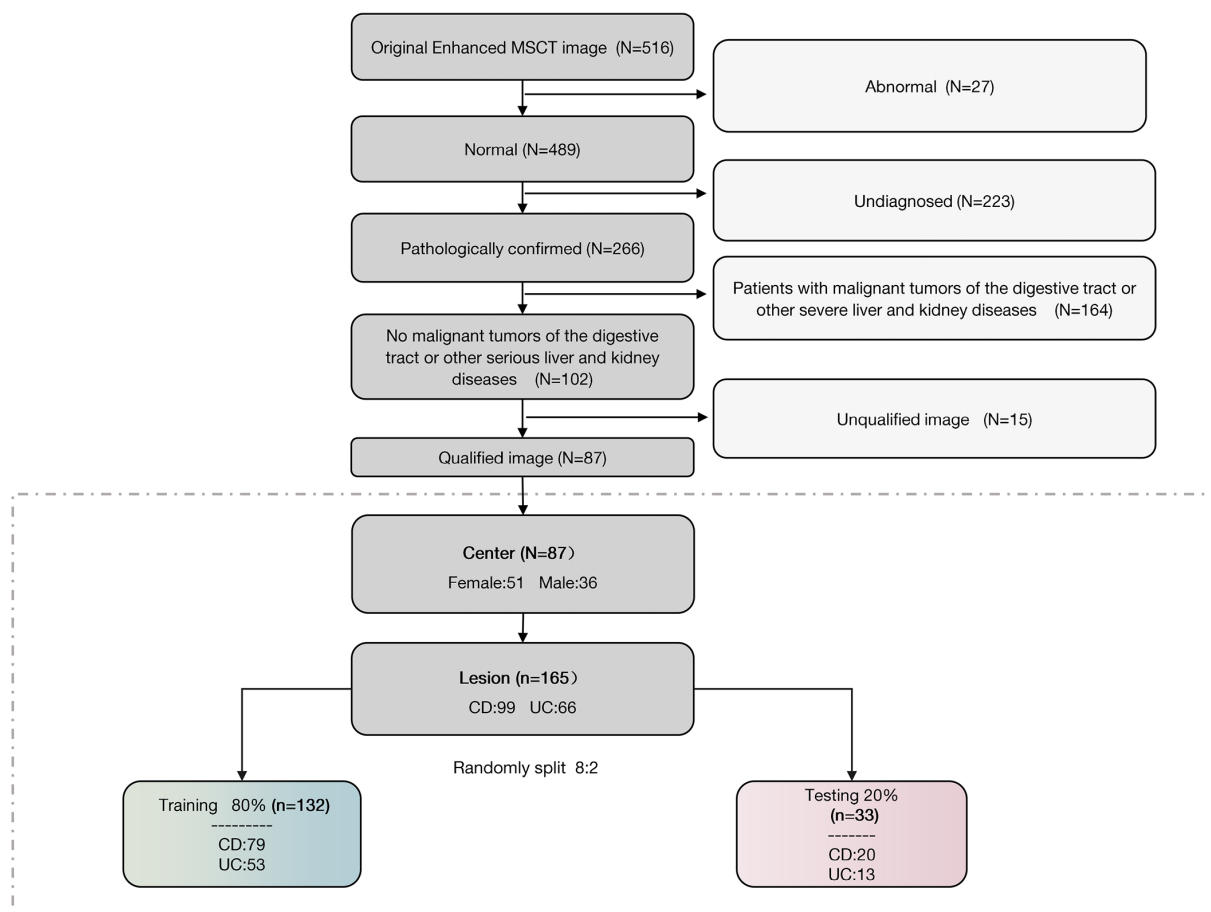 Original Enhanced MSCT image (N=516)
Abnormal (N=27)
Normal (N=489)
Undiagnosed (N=223)
Pathologically confirmed (N=266)
Patients with malignant tumors of the digestive tract or
other severe liver and kidney diseases (N=164)
No malignant tumors of the digestive
tract or other serious liver and kidney
diseases (N=102)
Unqualified image (N=15)
Qualified image (N=87)
Center (N=87）
Female:51 Male:36
Lesion (n=165）
CD:99 UC:66
Randomly split 8:2
Training 80% (n=132)
---------
CD:79
UC:53
Testing 20%
(n=33)
-------
CD:20
UC:13